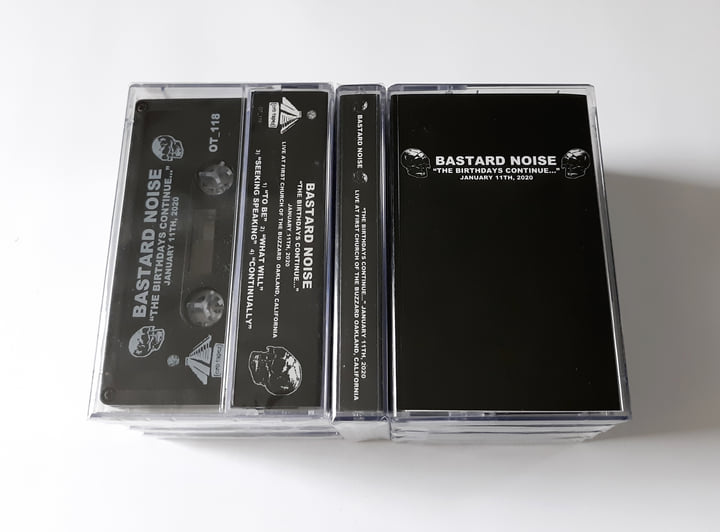 BASTARD NOISE
"THE BIRTHDAYS CONTINUE..."
JANUARY 11TH, 2020
OT_118
BASTARD NOISE
"THE BIRTHDAYS CONTINUE..."
JANUARY 11TH, 2020
LIVE AT FIRST CHURCH OF THE BUZZARD OAKLAND, CALIFORNIA
1) "TO BE" 2) "WHAT WILL"
3) "SEEKING SPEAKING" 4) "CONTINUALLY"
BASTARD NOISE
"THE BIRTHDAYS CONTINUE..." JANUARY 11TH, 2020
LIVE AT FIRST CHURCH OF THE BUZZARD OAKLAND, CALIFORNIA
BASTARD NOISE
"THE BIRTHDAYS CONTINUE..."
JANUARY 11TH, 2020